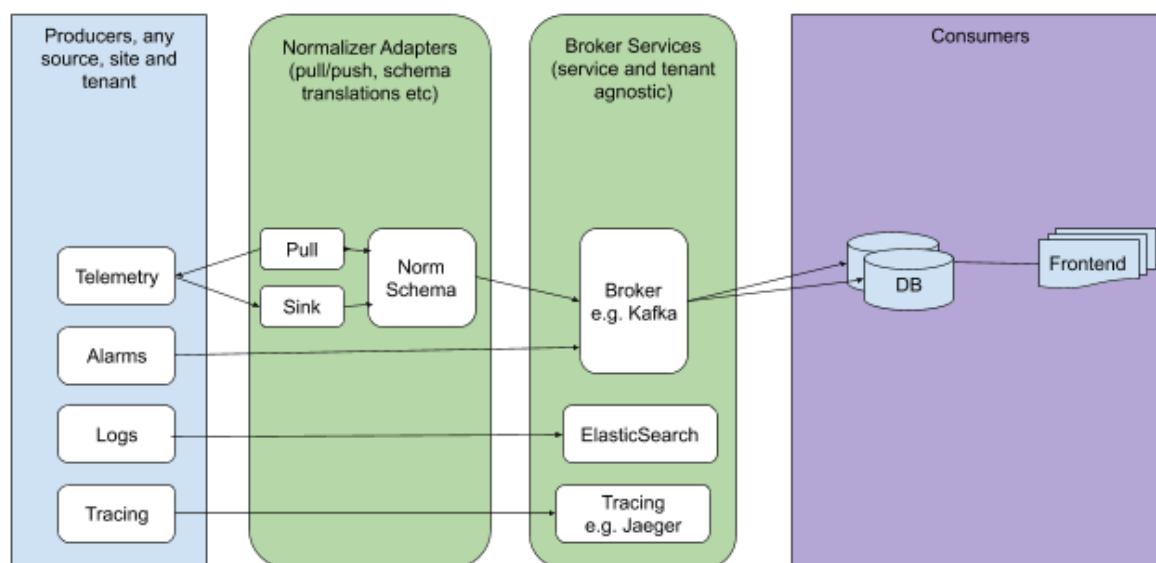 Producers, any
source, site and
tenant
Normalizer Adapters
(pull/push, schema
translations etc)
Broker Services
(service and tenant
agnostic)
Consumers
Telemetry
Alarms
Logs
Tracing
Pull
Sink
Norm
Schema
Broker
e.g. Kafka
ElasticSearch
Tracing
e.g. Jaeger
DB
Frontend